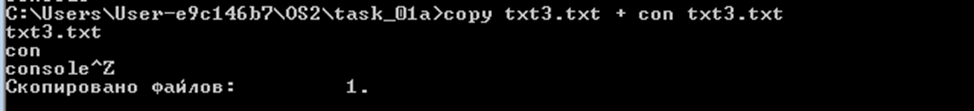 C:\Users\User-e9c146b7\OS2\task_01a>copy txt3.txt + con txt3.txt
txt3.txt
con
console^Z
Скопировано файлов: 1.